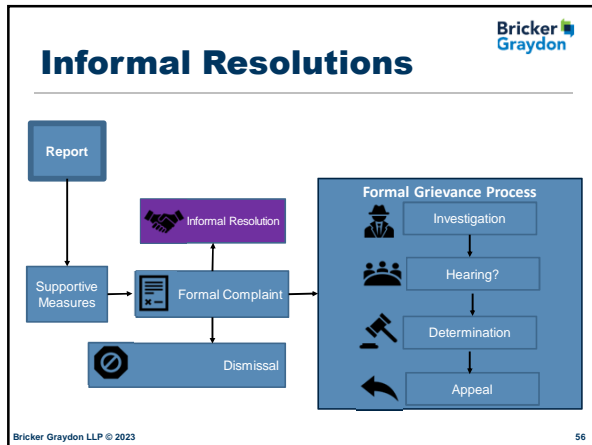 Bricker
Graydon
Informal Resolutions
Report
Informal Resolution
Supportive
Measures
Formal Complaint
Dismissal
Formal Grievance Process
Investigation
Hearing?
Determination
Appeal
Bricker Graydon LLP © 2023
56